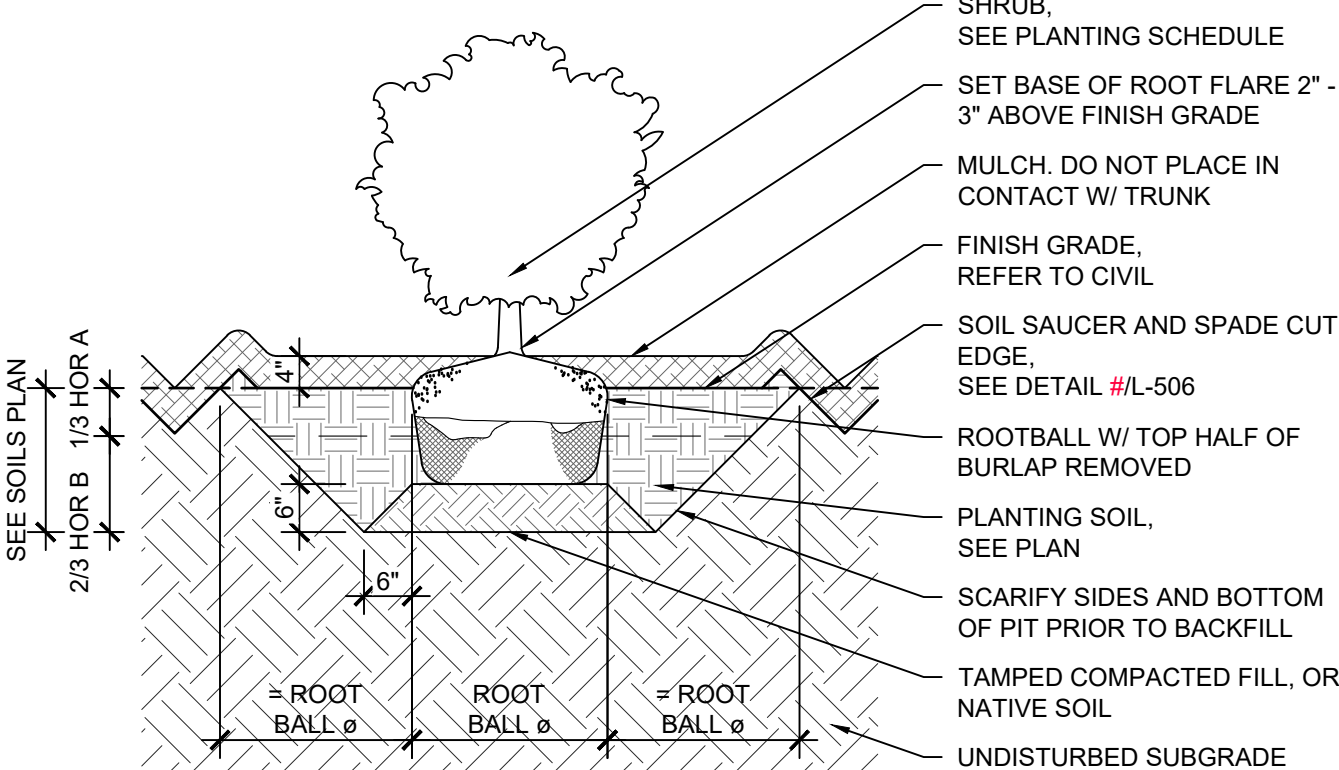 SHRUB,
SEE PLANTING SCHEDULE
SET BASE OF ROOT FLARE 2" -
3" ABOVE FINISH GRADE
MULCH. DO NOT PLACE IN
CONTACT W/ TRUNK
FINISH GRADE,
REFER TO CIVIL
SOIL SAUCER AND SPADE CUT
EDGE,
SEE DETAIL #/L-506
ROOTBALL W/ TOP HALF OF
BURLAP REMOVED
PLANTING SOIL,
SEE PLAN
SCARIFY SIDES AND BOTTOM
OF PIT PRIOR TO BACKFILL
TAMPED COMPACTED FILL, OR
NATIVE SOIL
UNDISTURBED SUBGRADE
SEE SOILS PLAN
1/3 HOR A
2/3 HOR B
4"
6"
6"
= ROOT
BALL ø
ROOT
BALL ø
= ROOT
BALL ø